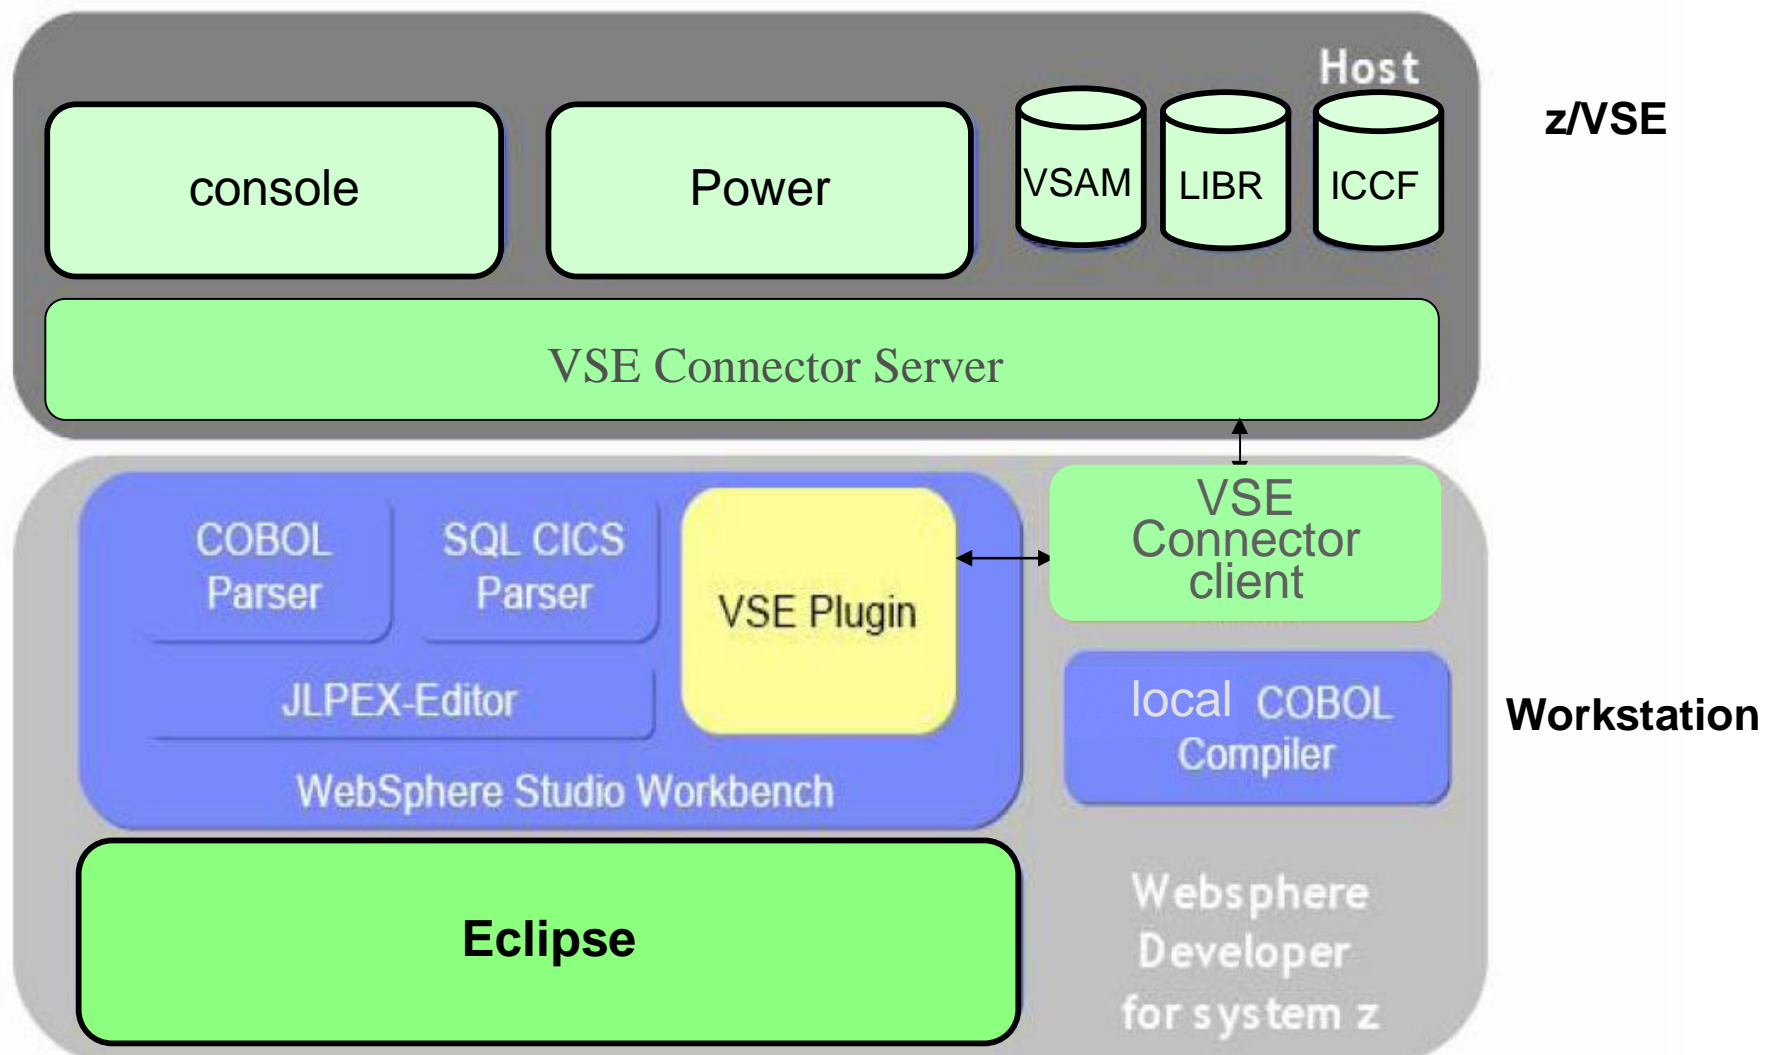 Host
z/VSE
console
Power
VSAM
LIBR
ICCF
VSE Connector Server
COBOL
Parser
SQL CICS
Parser
VSE Plugin
VSE
Connector
client
JLPEX-Editor
local COBOL
Compiler
Workstation
WebSphere Studio Workbench
Eclipse
Websphere
Developer
for system z